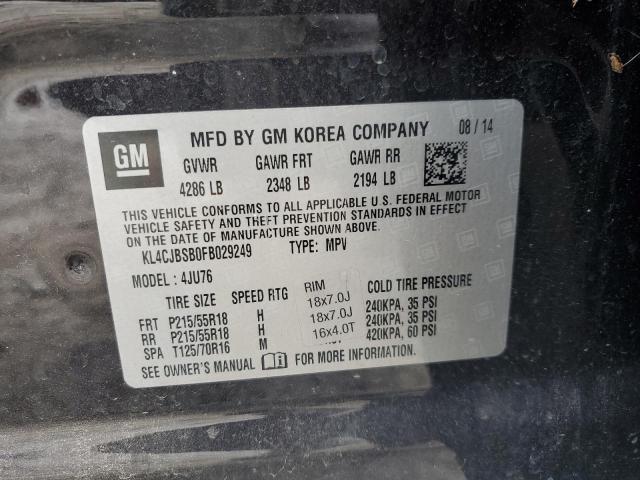 GM
MFD BY GM KOREA COMPANY 08 / 14
GVWR GAWR FRT GAWR RR
4286 LB 2348 LB 2194 LB
THIS VEHICLE CONFORMS TO ALL APPLICABLE U.S. FEDERAL MOTOR
VEHICLE SAFETY AND THEFT PREVENTION STANDARDS IN EFFECT
ON THE DATE OF MANUFACTURE SHOWN ABOVE.
KL4CJBSB0FB029249 TYPE: MPV
MODEL : 4JU76
TIRE SIZE SPEED RTG RIM COLD TIRE PRESSURE
FRT P215/55R18 H 18x7.0J 240KPA, 35 PSI
RR P215/55R18 H 18x7.0J 240KPA, 35 PSI
SPA T125/70R16 M 16x4.0T 420KPA, 60 PSI
SEE OWNER'S MANUAL FOR MORE INFORMATION.